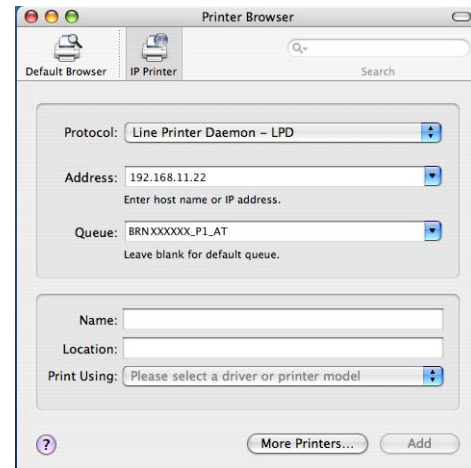 Printer Browser
Default Browser
IP Printer
Search
Protocol: Line Printer Daemon – LPD
Address: 192.168.11.22
Enter host name or IP address.
Queue: BRNXXXXXX_P1_AT
Leave blank for default queue.
Name:
Location:
Print Using: Please select a driver or printer model
?
More Printers...
Add